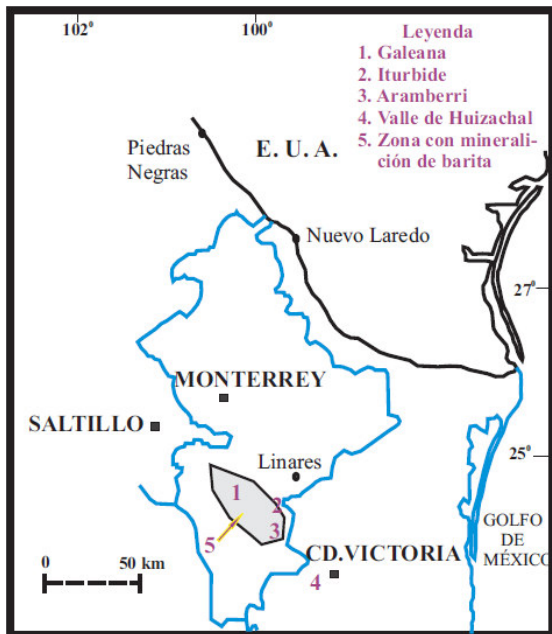 102°
100°
Leyenda
1. Galeana
2. Iturbide
3. Aramberri
4. Valle de Huizachal
5. Zona con minerali-
ción de barita
Piedras
Negras
E. U. A.
Nuevo Laredo
27°
MONTERREY
SALTILLO
25°
Linares
1
2
3
5
GOLFO
DE
MÉXICO
CD.VICTORIA
4
0
50 km